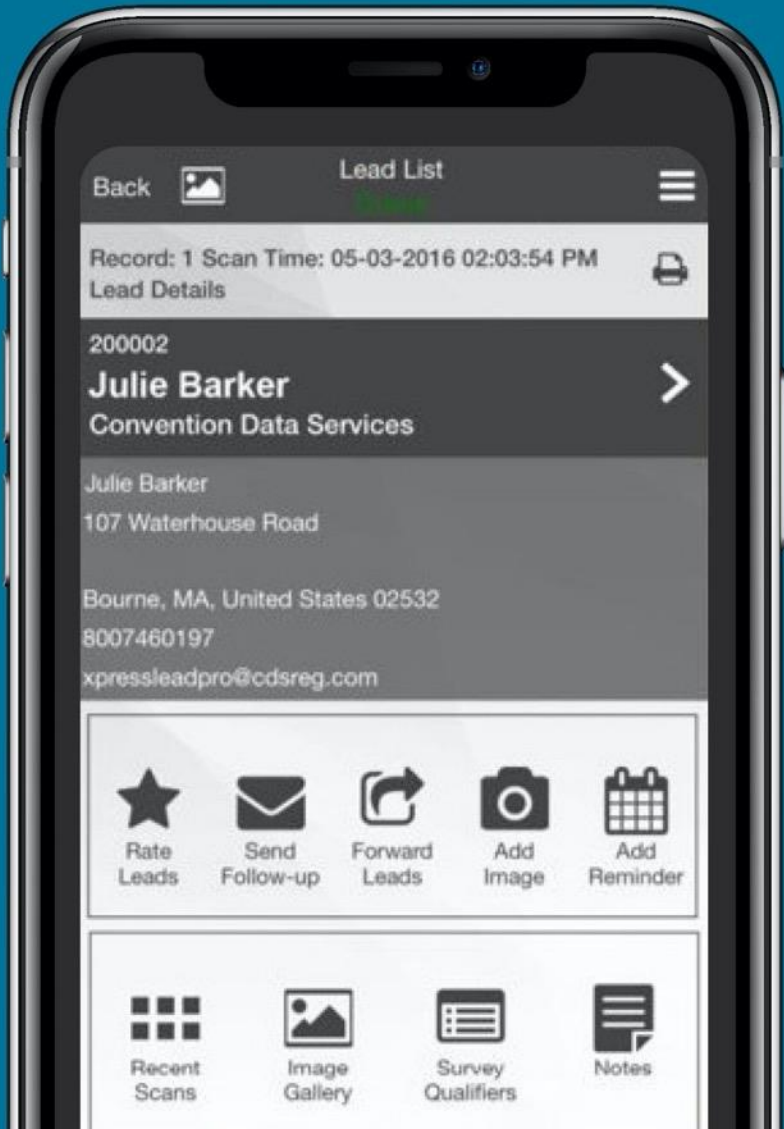 Lead List
Back
Record: 1 Scan Time: 05-03-2016 02:03:54 PM
Lead Details
200002
Julie Barker
Convention Data Services
Julie Barker
107 Waterhouse Road
Bourne, MA, United States 02532
8007460197
xpressleadpro@cdsreg.com
Rate
Leads
Send
Follow-up
Forward
Leads
Add
Image
Add
Reminder
Recent
Scans
Image
Gallery
Survey
Qualifiers
Notes